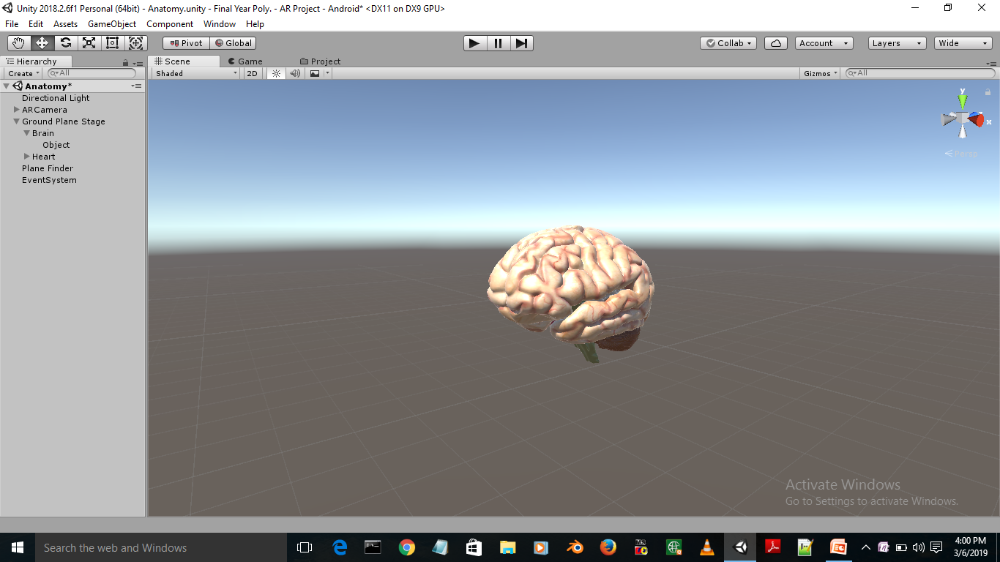 Unity 2018.2.6f1 Personal (64bit) - Anatomy.unity - Final Year Poly. - AR Project - Android* <DX11 on DX9 GPU>
File Edit Assets GameObject Component Window Help
Pivot Global Collab Account Layers Wide
Hierarchy Scene Game Project
Create All Shaded 2D Gizmos All
Anatomy*
Directional Light
ARCamera
Ground Plane Stage
Brain
Object
Heart
Plane Finder
EventSystem
y
x
Persp
Activate Windows
Go to Settings to activate Windows.
Search the web and Windows
4:00 PM
3/6/2019